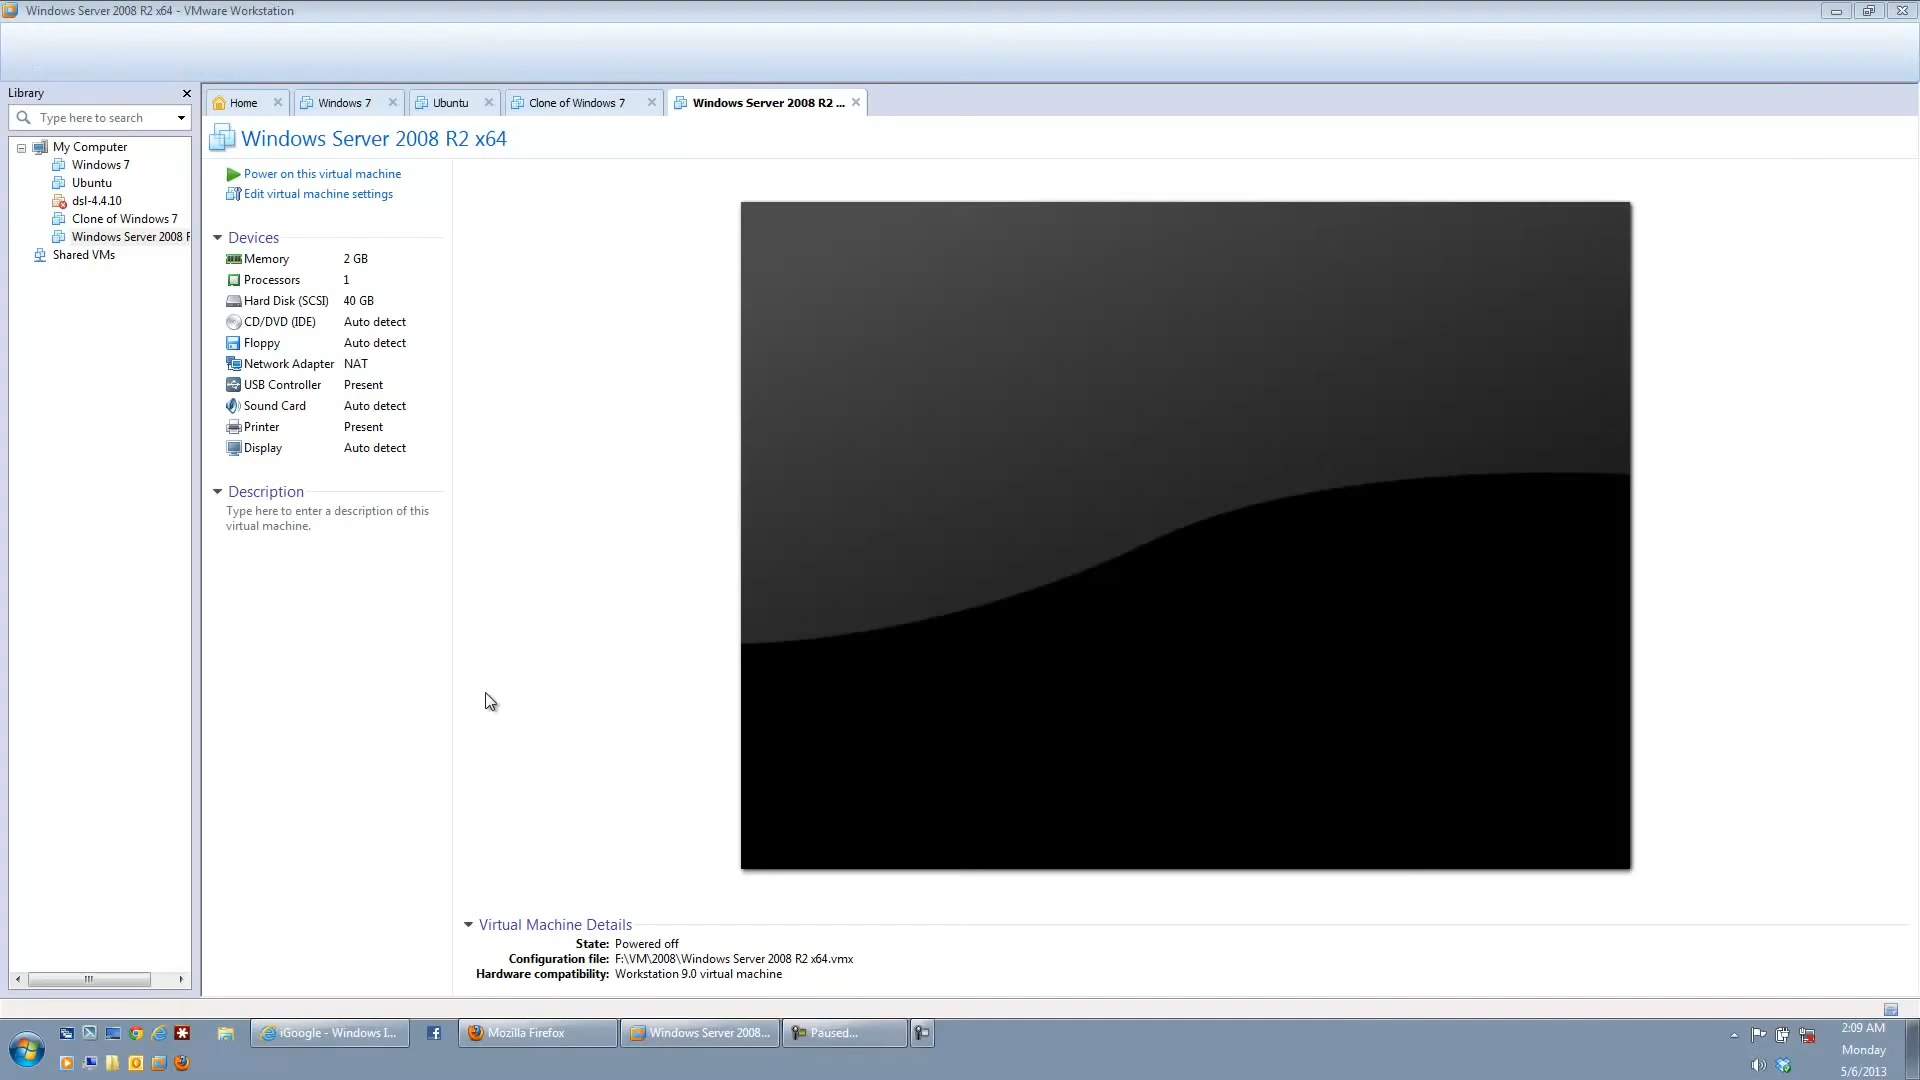 Windows Server 2008 R2 x64 - VMware Workstation
Library
Type here to search
My Computer
Windows 7
Ubuntu
dsl-4.4.10
Clone of Windows 7
Windows Server 2008 F
Shared VMs
Home
Windows 7
Ubuntu
Clone of Windows 7
Windows Server 2008 R2 ...
Windows Server 2008 R2 x64
Power on this virtual machine
Edit virtual machine settings
Devices
Memory 2 GB
Processors 1
Hard Disk (SCSI) 40 GB
CD/DVD (IDE) Auto detect
Floppy Auto detect
Network Adapter NAT
USB Controller Present
Sound Card Auto detect
Printer Present
Display Auto detect
Description
Type here to enter a description of this
virtual machine.
Virtual Machine Details
State: Powered off
Configuration file: F:\VM\2008\Windows Server 2008 R2 x64.vmx
Hardware compatibility: Workstation 9.0 virtual machine
iGoogle - Windows I...
Mozilla Firefox
Windows Server 2008...
Paused...
2:09 AM
Monday
5/6/2013